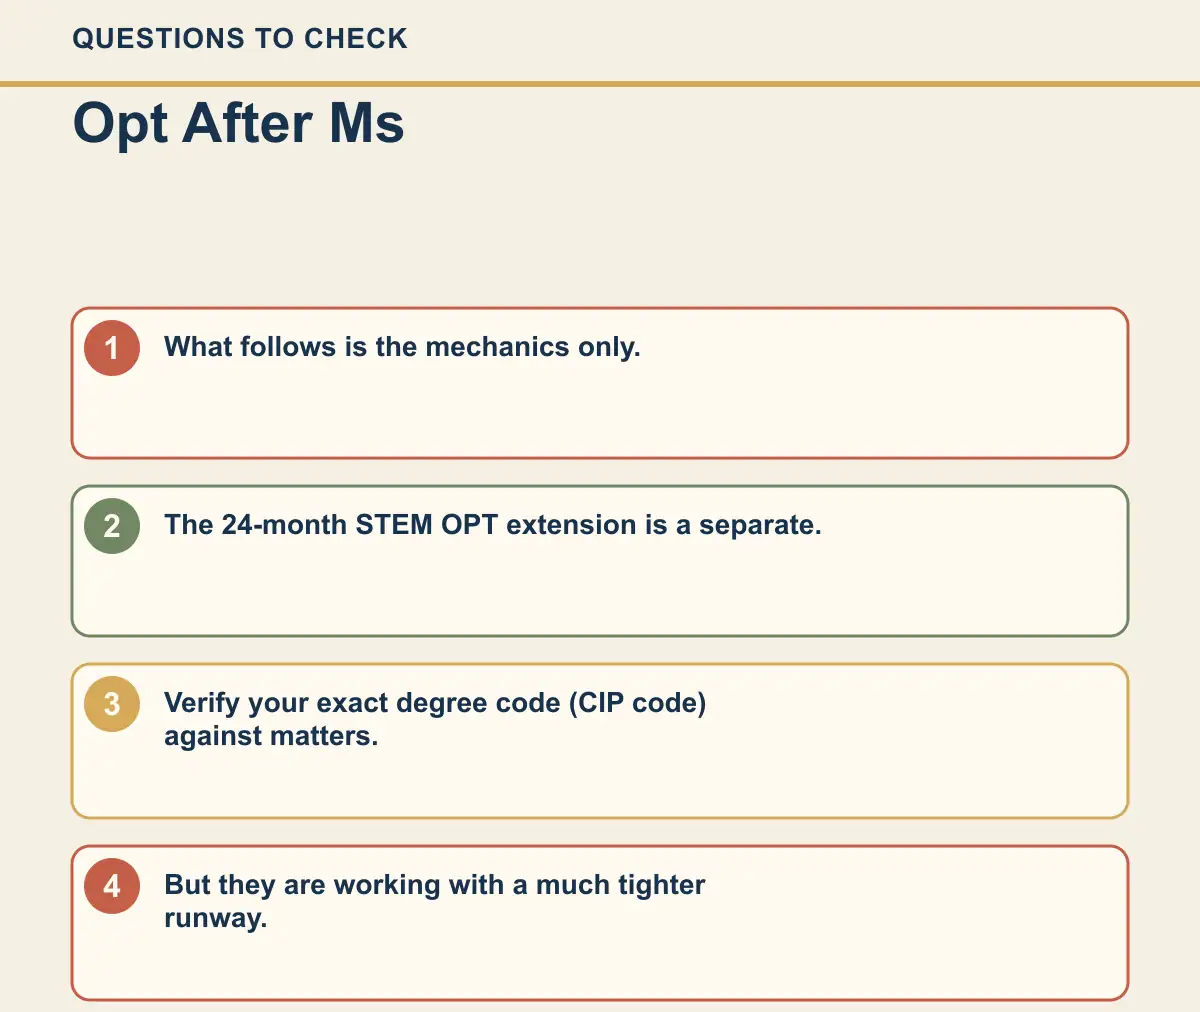 QUESTIONS TO CHECK
Opt After Ms
1
What follows is the mechanics only.
2
The 24-month STEM OPT extension is a separate.
3
Verify your exact degree code (CIP code)
against matters.
4
But they are working with a much tighter
runway.